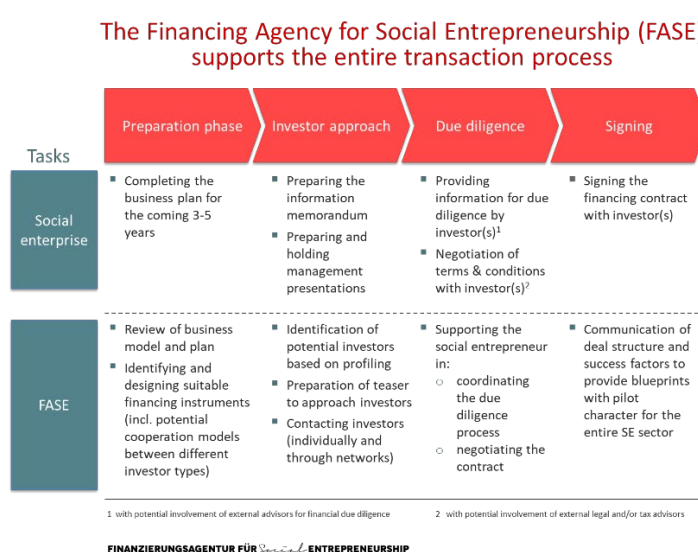 The Financing Agency for Social Entrepreneurship (FASE
supports the entire transaction process
Preparation phase
Investor approach
Due diligence
Signing
Tasks
Social
enterprise
▪ Completing the
business plan for
the coming 3-5
years
▪ Preparing the
information
memorandum
▪ Preparing and
holding
management
presentations
▪ Providing
information for due
diligence by
investor(s)¹
▪ Negotiation of
terms & conditions
with investor(s)²
▪ Signing the
financing contract
with investor(s)
FASE
▪ Review of business
model and plan
▪ Identifying and
designing suitable
financing instruments
(incl. potential
cooperation models
between different
investor types)
▪ Identification of
potential investors
based on profiling
▪ Preparation of teaser
to approach investors
▪ Contacting investors
(individually and
through networks)
▪ Supporting the
social entrepreneur
in:
○ coordinating
the due
diligence
process
○ negotiating the
contract
▪ Communication of
deal structure and
success factors to
provide blueprints
with pilot
character for the
entire SE sector
1 with potential involvement of external advisors for financial due diligence
2 with potential involvement of external legal and/or tax advisors
FINANZIERUNGSAGENTUR FÜR Social ENTREPRENEURSHIP